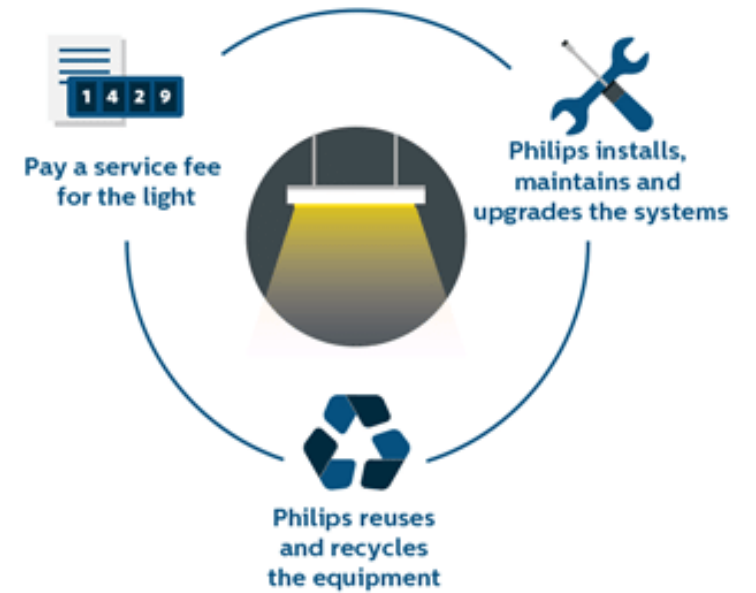 1 4 2 9
Pay a service fee
for the light
Philips installs,
maintains and
upgrades the systems
Philips reuses
and recycles
the equipment